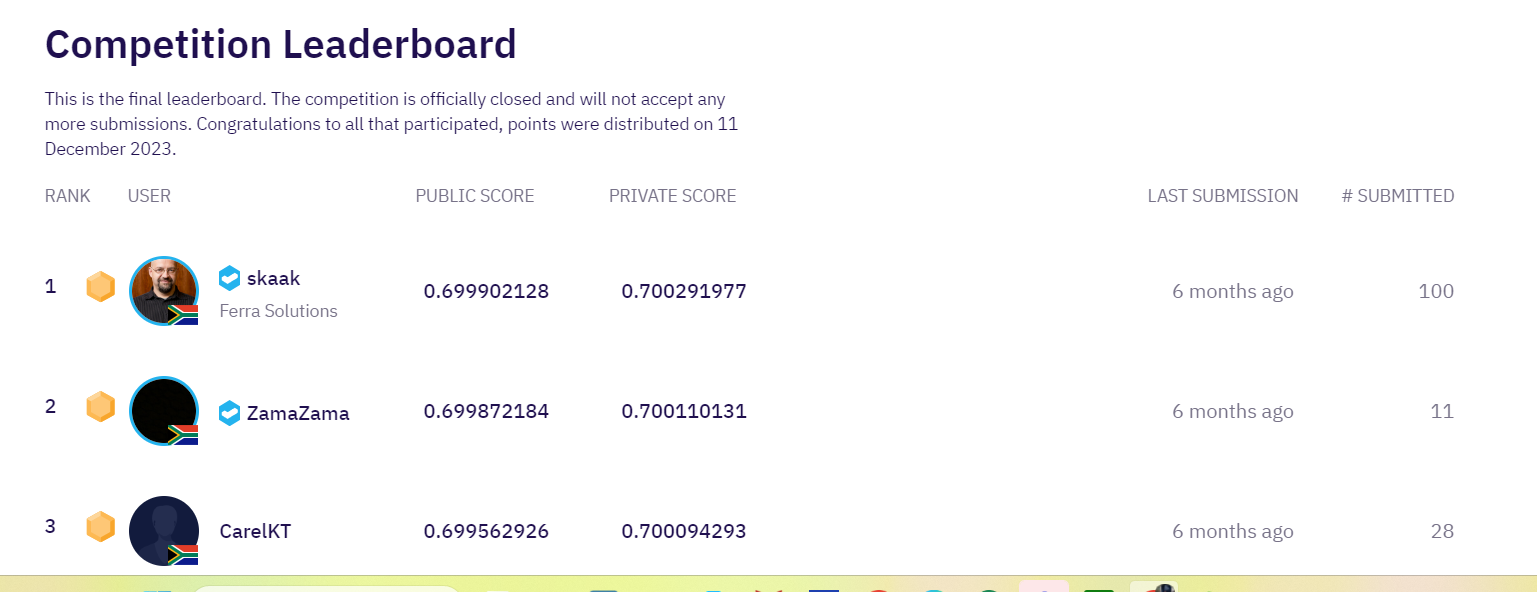 Competition Leaderboard
This is the final leaderboard. The competition is officially closed and will not accept any
more submissions. Congratulations to all that participated, points were distributed on 11
December 2023.
RANK USER PUBLIC SCORE PRIVATE SCORE LAST SUBMISSION # SUBMITTED
1 skaak 0.699902128 0.700291977 6 months ago 100
Ferra Solutions
2 ZamaZama 0.699872184 0.700110131 6 months ago 11
3 CarelKT 0.699562926 0.700094293 6 months ago 28